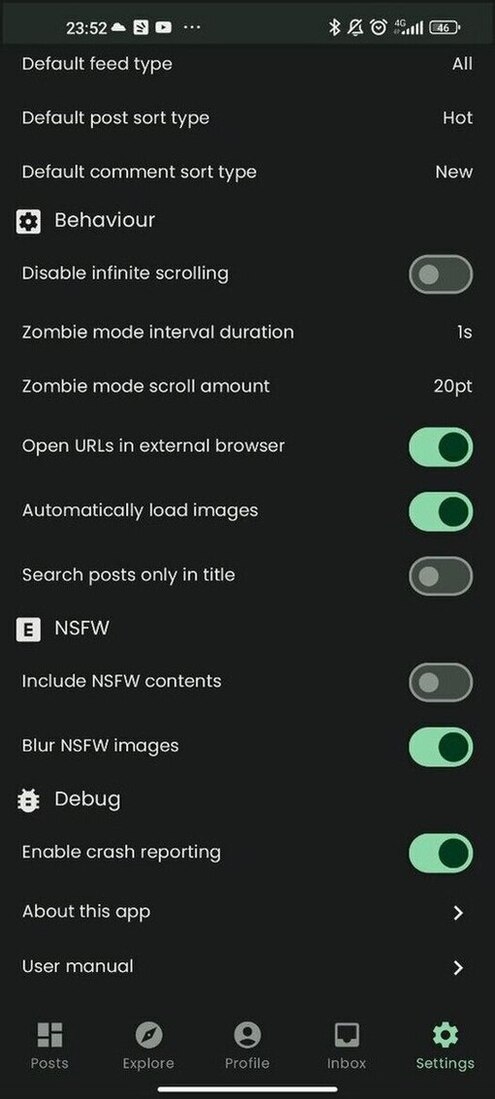 23:52 ... 4G 46
Default feed type All
Default post sort type Hot
Default comment sort type New
Behaviour
Disable infinite scrolling
Zombie mode interval duration 1s
Zombie mode scroll amount 20pt
Open URLs in external browser
Automatically load images
Search posts only in title
E NSFW
Include NSFW contents
Blur NSFW images
Debug
Enable crash reporting
About this app
User manual
Posts Explore Profile Inbox Settings